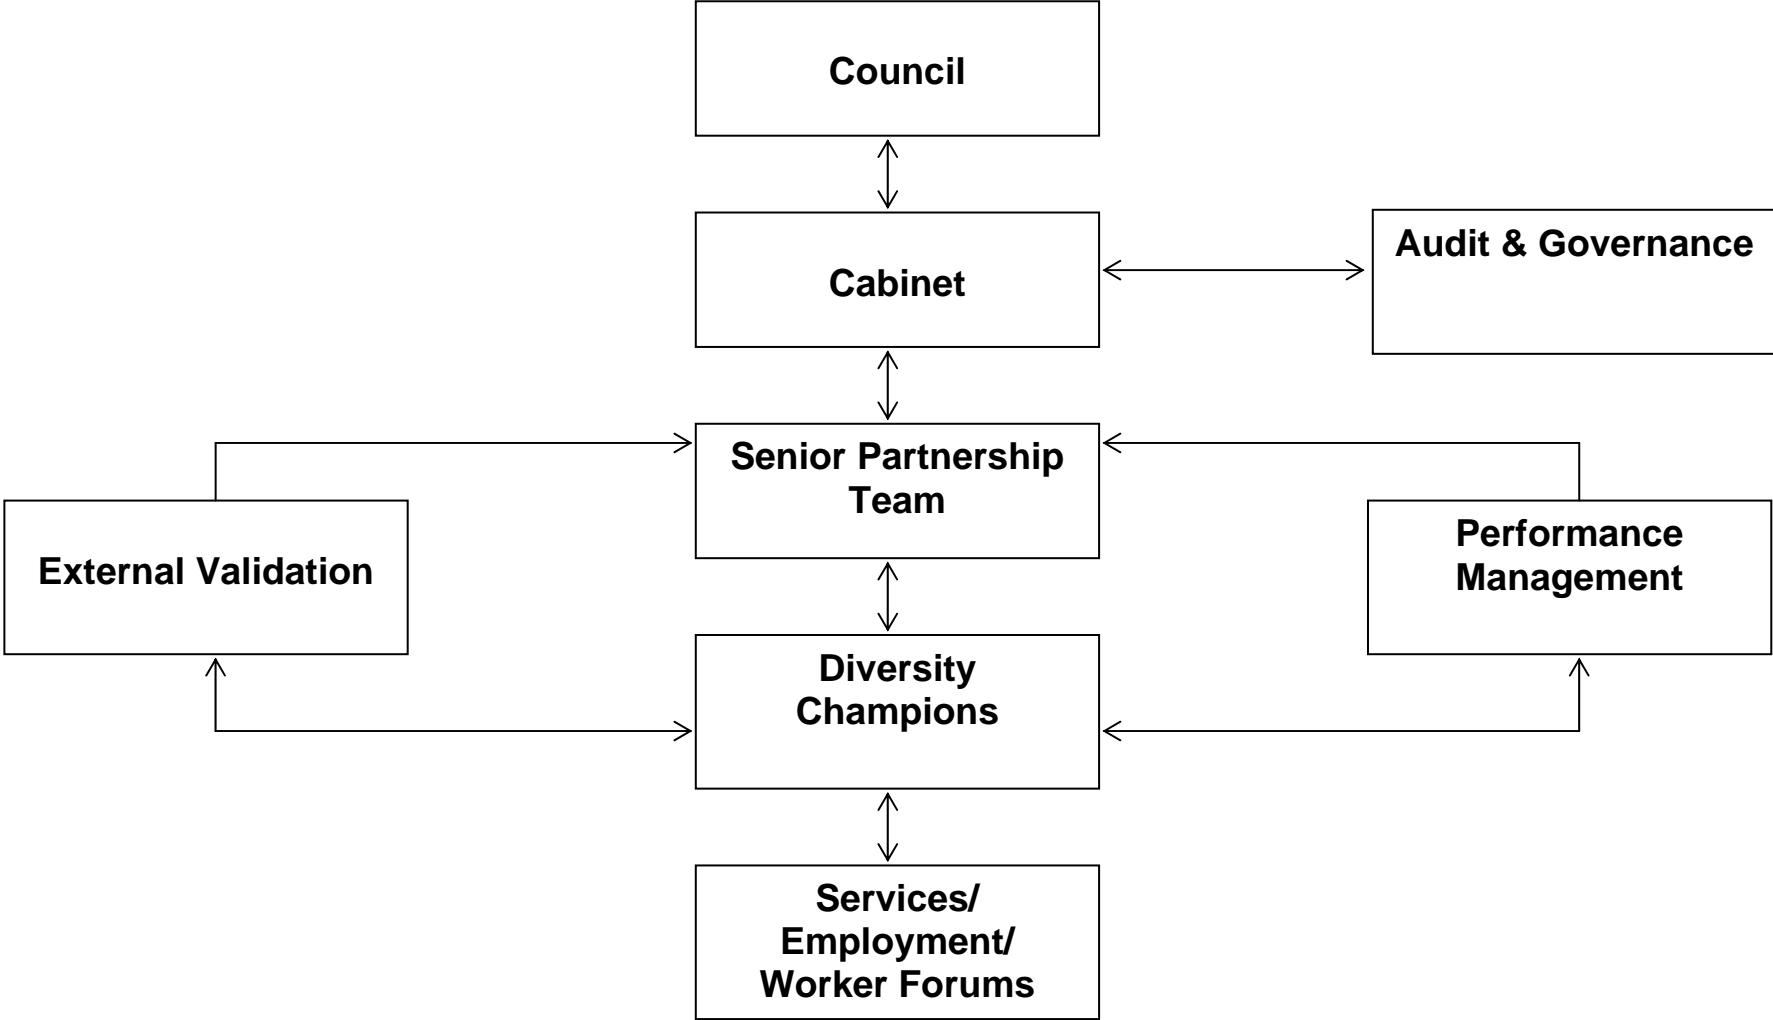 Council
Cabinet
Audit & Governance
Senior Partnership
Team
External Validation
Performance
Management
Diversity
Champions
Services/
Employment/
Worker Forums